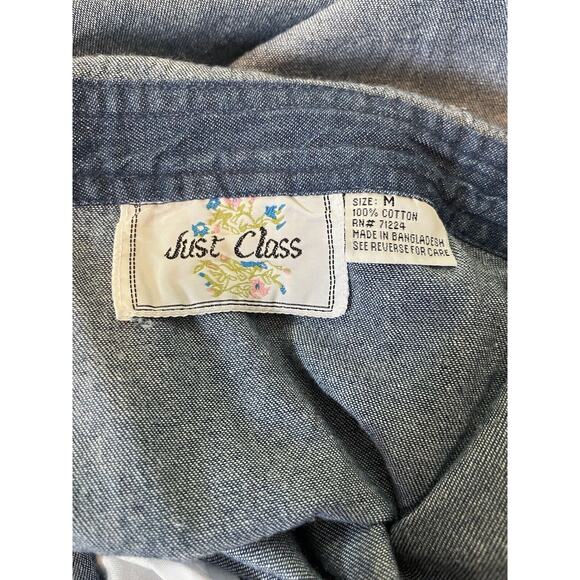 Just Class
SIZE: M
100% COTTON
RN# 71224
MADE IN BANGLADESH
SEE REVERSE FOR CARE